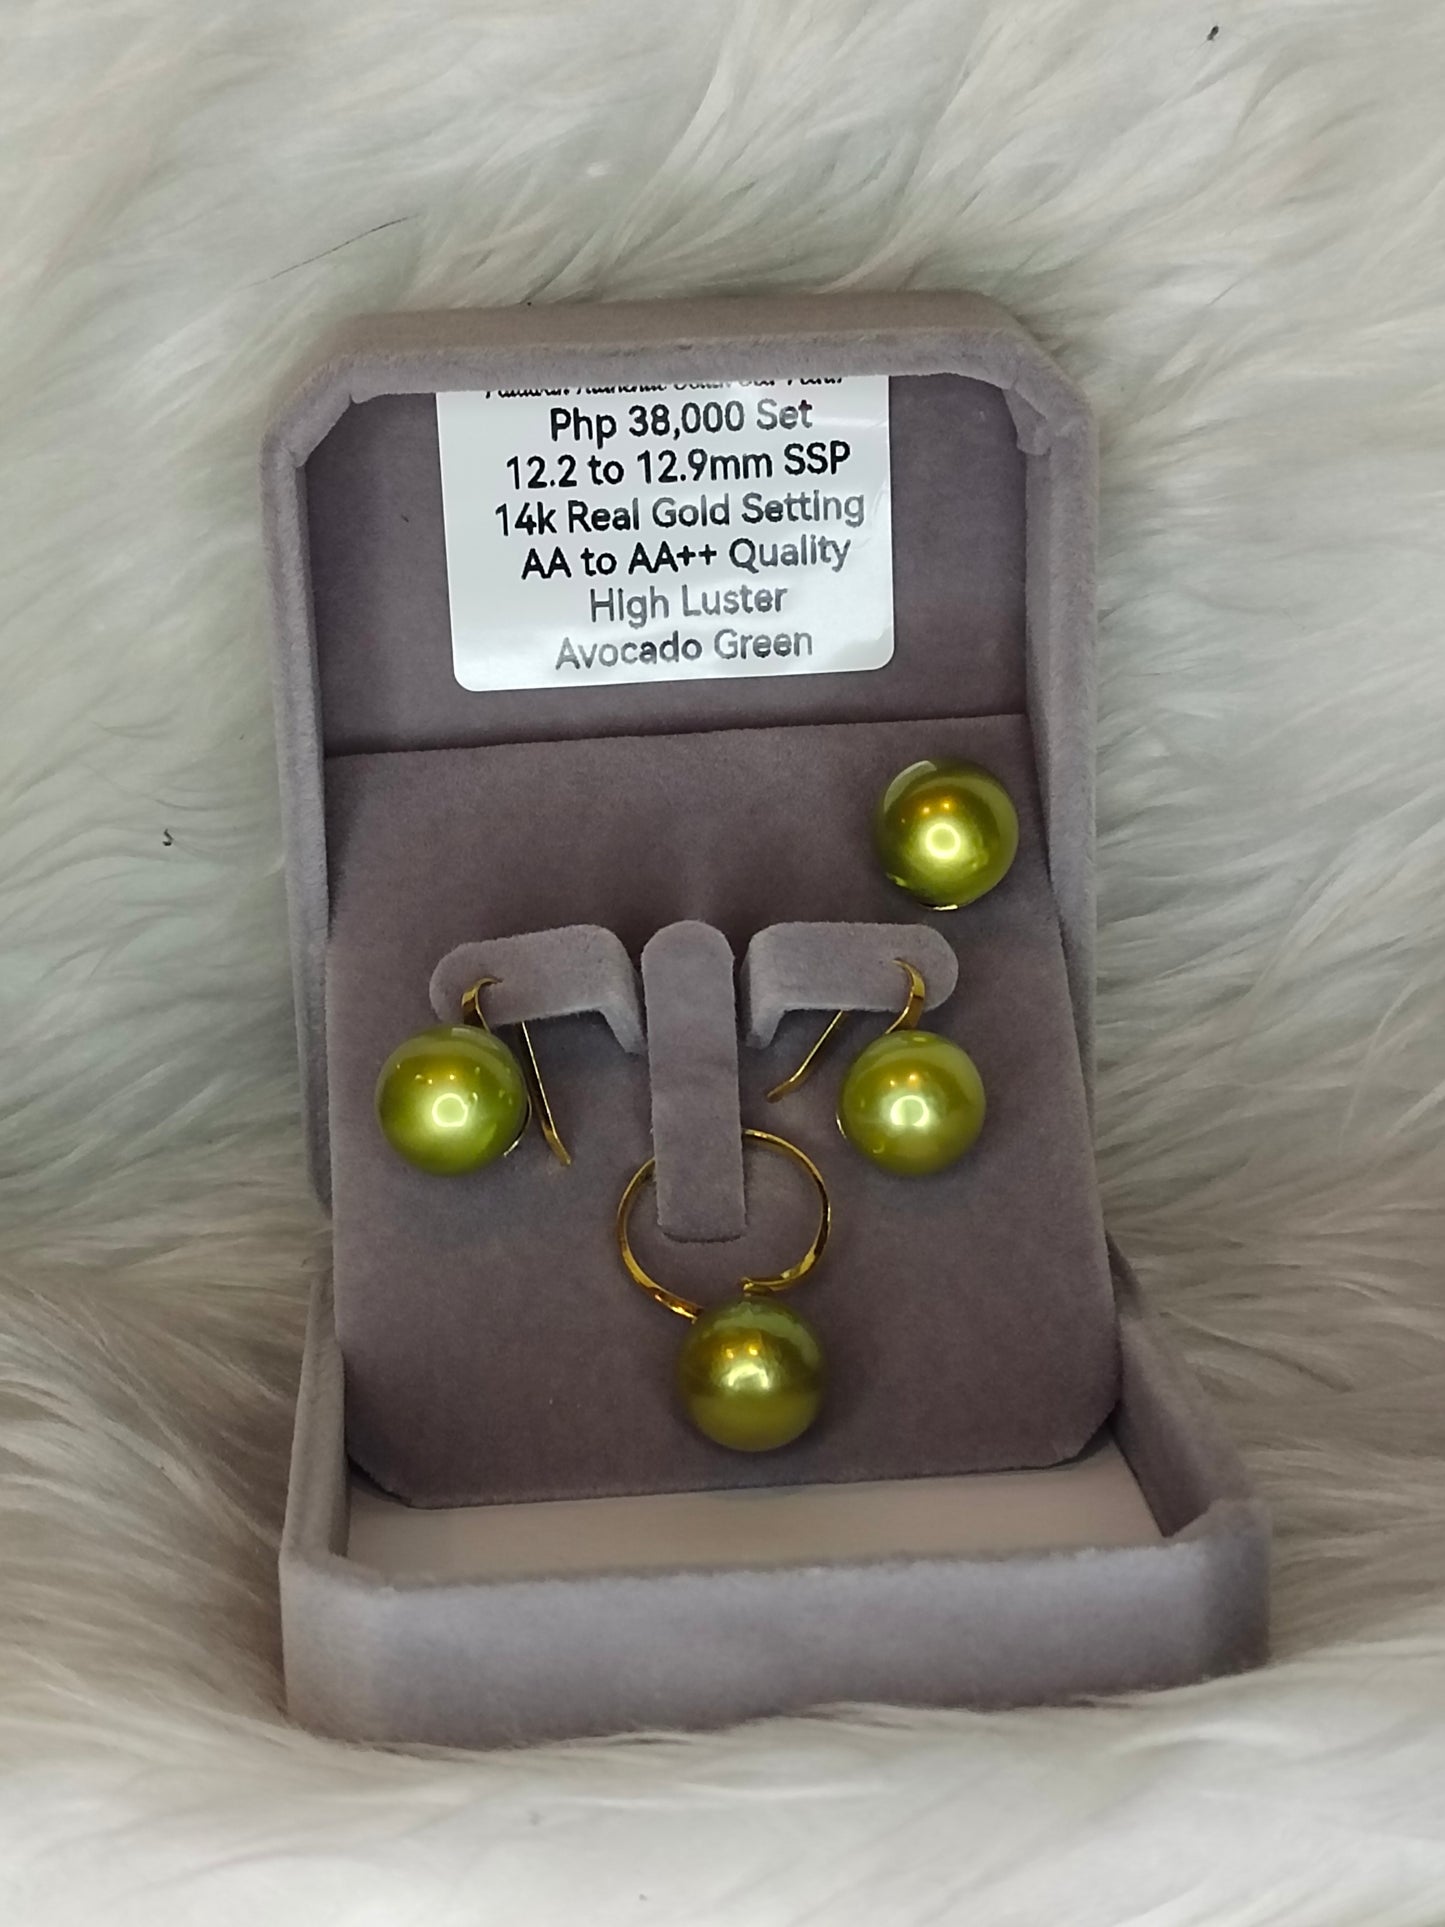 Php 38,000 Set
12.2 to 12.9mm SSP
14k Real Gold Setting
AA to AA++ Quality
High Luster
Avocado Green